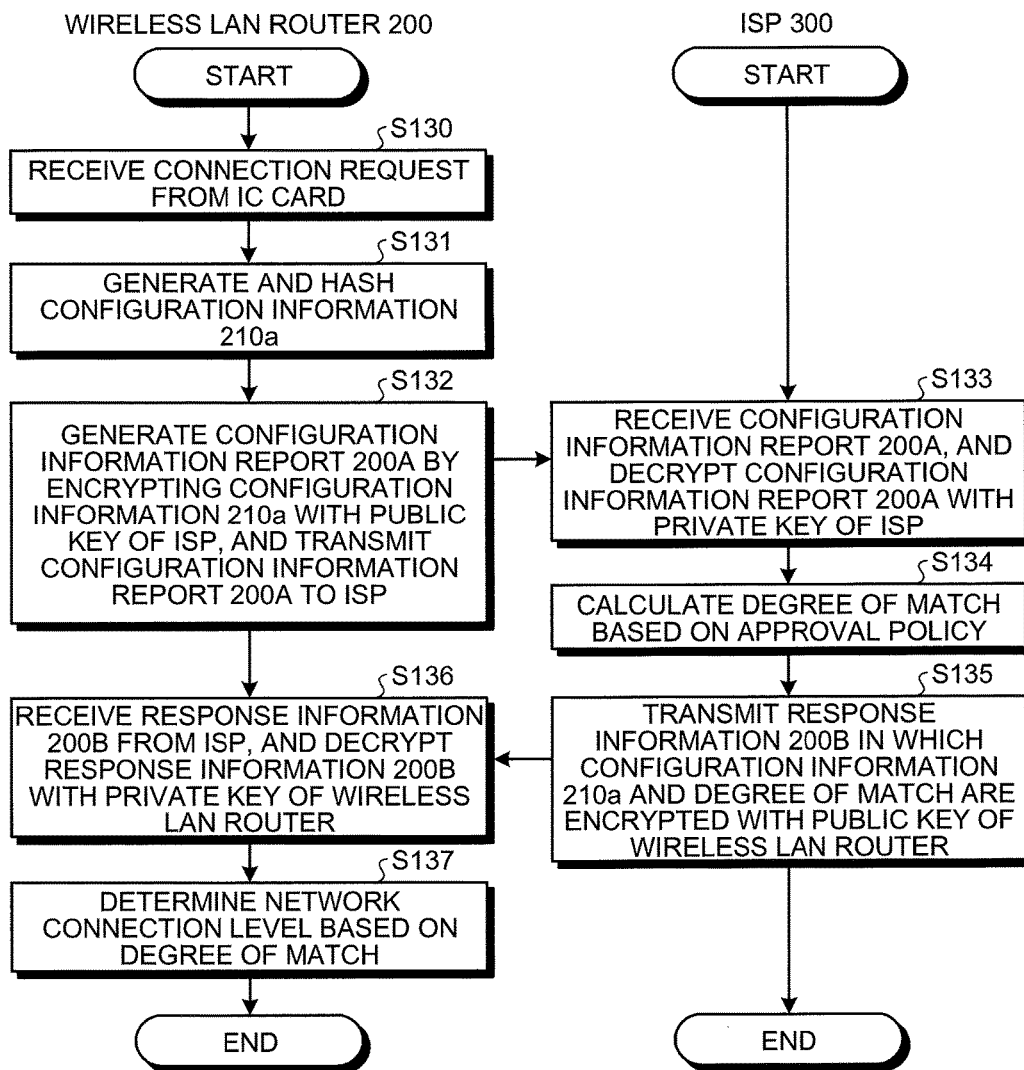 WIRELESS LAN ROUTER 200
START
S130
RECEIVE CONNECTION REQUEST
FROM IC CARD
S131
GENERATE AND HASH
CONFIGURATION INFORMATION
210a
S132
GENERATE CONFIGURATION
INFORMATION REPORT 200A BY
ENCRYPTING CONFIGURATION
INFORMATION 210a WITH PUBLIC
KEY OF ISP, AND TRANSMIT
CONFIGURATION INFORMATION
REPORT 200A TO ISP
S136
RECEIVE RESPONSE INFORMATION
200B FROM ISP, AND DECRYPT
RESPONSE INFORMATION 200B
WITH PRIVATE KEY OF WIRELESS
LAN ROUTER
S137
DETERMINE NETWORK
CONNECTION LEVEL BASED ON
DEGREE OF MATCH
END
ISP 300
START
S133
RECEIVE CONFIGURATION
INFORMATION REPORT 200A, AND
DECRYPT CONFIGURATION
INFORMATION REPORT 200A WITH
PRIVATE KEY OF ISP
S134
CALCULATE DEGREE OF MATCH
BASED ON APPROVAL POLICY
S135
TRANSMIT RESPONSE
INFORMATION 200B IN WHICH
CONFIGURATION INFORMATION
210a AND DEGREE OF MATCH ARE
ENCRYPTED WITH PUBLIC KEY OF
WIRELESS LAN ROUTER
END